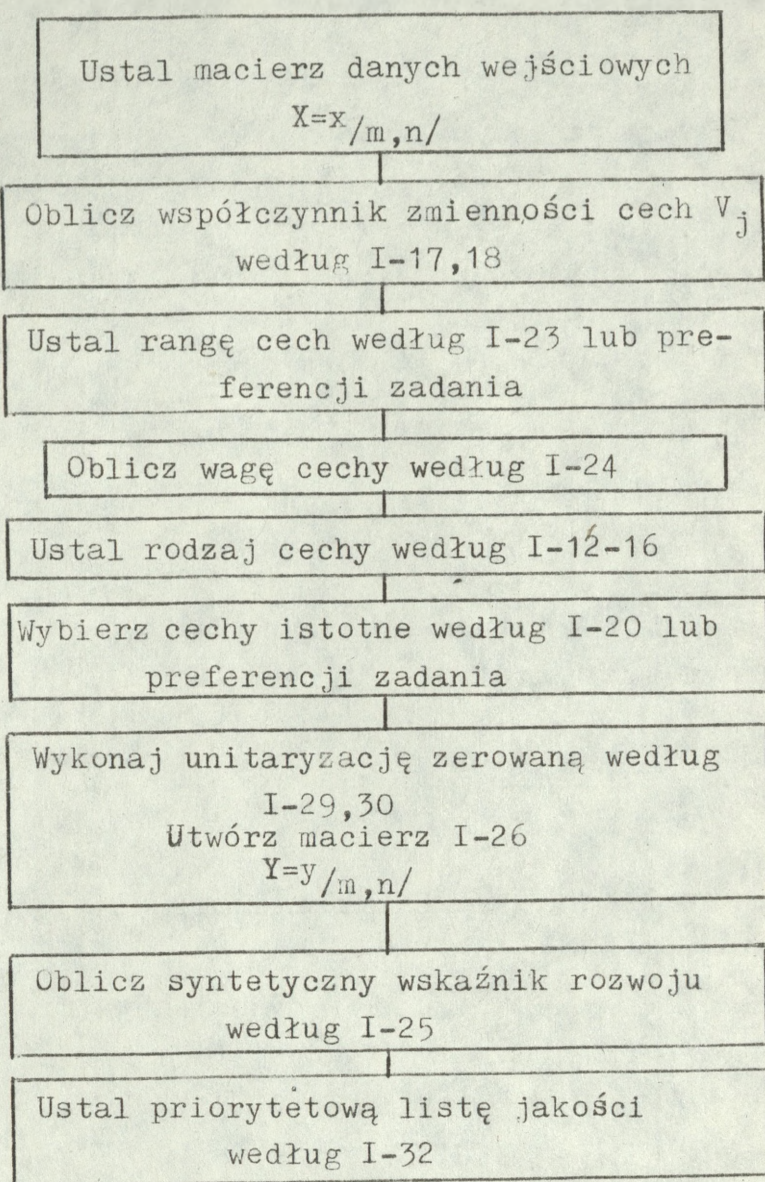 Ustal macierz danych wejściowych
X=x/m,n/
Oblicz współczynnik zmienności cech Vj
według I-17,18
Ustal rangę cech według I-23 lub pre-
ferencji zadania
Oblicz wagę cechy według I-24
Ustal rodzaj cechy według I-12-16
Wybierz cechy istotne według I-20 lub
preferencji zadania
Wykonaj unitaryzację zerowaną według
I-29,30
Utwórz macierz I-26
Y=y/m,n/
Oblicz syntetyczny wskaźnik rozwoju
według I-25
Ustal priorytetową listę jakości
według I-32